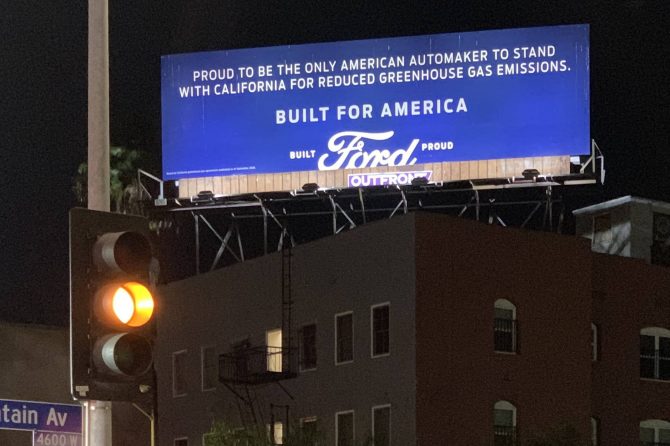 PROUD TO BE THE ONLY AMERICAN AUTOMAKER TO STAND
WITH CALIFORNIA FOR REDUCED GREENHOUSE GAS EMISSIONS.
BUILT FOR AMERICA
BUILT Ford PROUD
OUTFRONT
tain Av
4600 W